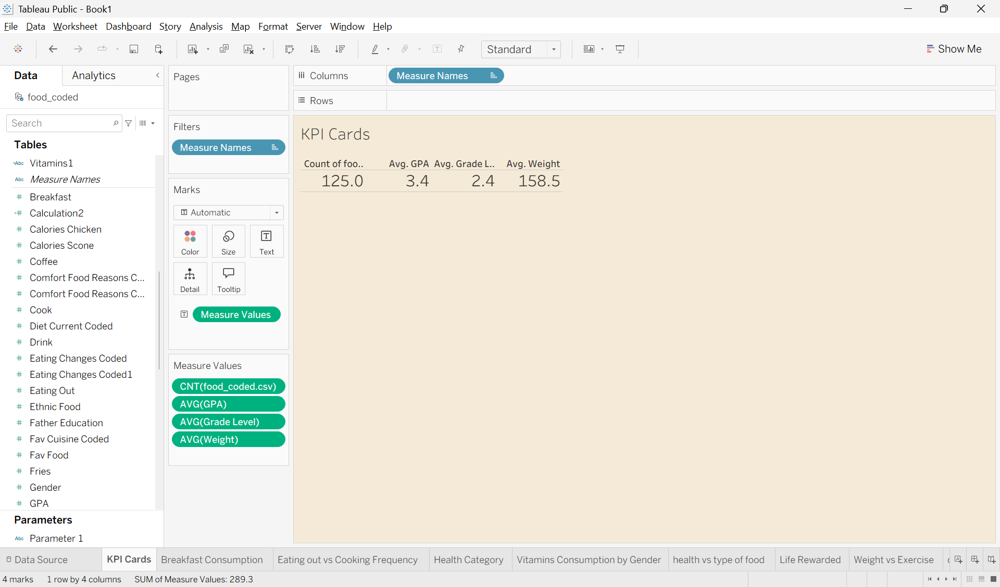 Tableau Public - Book1
File Data Worksheet Dashboard Story Analysis Map Format Server Window Help
Standard
Show Me
Data
Analytics
food_coded
Search
Tables
Abc Vitamins1
Abc Measure Names
Breakfast
Calculation2
Calories Chicken
Calories Scone
Coffee
Comfort Food Reasons C...
Comfort Food Reasons C...
Cook
Diet Current Coded
Drink
Eating Changes Coded
Eating Changes Coded1
Eating Out
Ethnic Food
Father Education
Fav Cuisine Coded
Fav Food
Fries
Gender
GPA
Parameters
Abc Parameter 1
Pages
Filters
Measure Names
Marks
Automatic
Color Size Text
Detail Tooltip
Measure Values
Measure Values
CNT(food_coded.csv)
AVG(GPA)
AVG(Grade Level)
AVG(Weight)
Columns Measure Names
Rows
KPI Cards
Count of foo.. Avg. GPA Avg. Grade L.. Avg. Weight
125.0 3.4 2.4 158.5
Data Source KPI Cards Breakfast Consumption Eating out vs Cooking Frequency Health Category Vitamins Consumption by Gender health vs type of food Life Rewarded Weight vs Exercise
4 marks 1 row by 4 columns SUM of Measure Values: 289.3